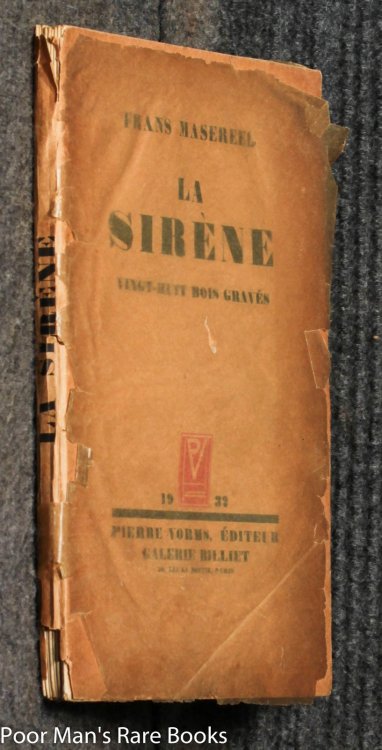 FRANS MASEREEL
LA
SIRÈNE
VINGT-HUIT BOIS GRAVÉS
PV
19 32
PIERRE VORMS, ÉDITEUR
GALERIE BILLIET
PARIS
LA SIRÈNE
Poor Man's Rare Books